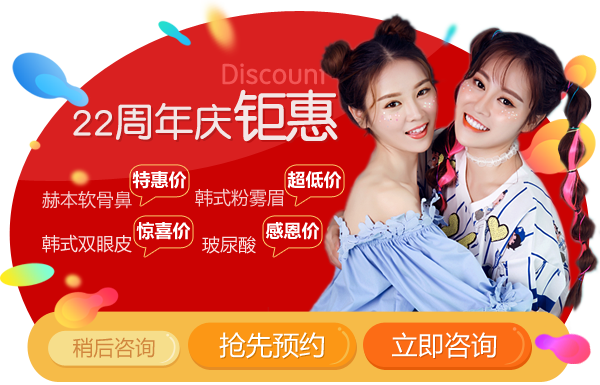 Discount
22周年庆钜惠
赫本软骨鼻 特惠价 韩式粉雾眉 超低价
韩式双眼皮 惊喜价 玻尿酸 感恩价
稍后咨询 抢先预约 立即咨询